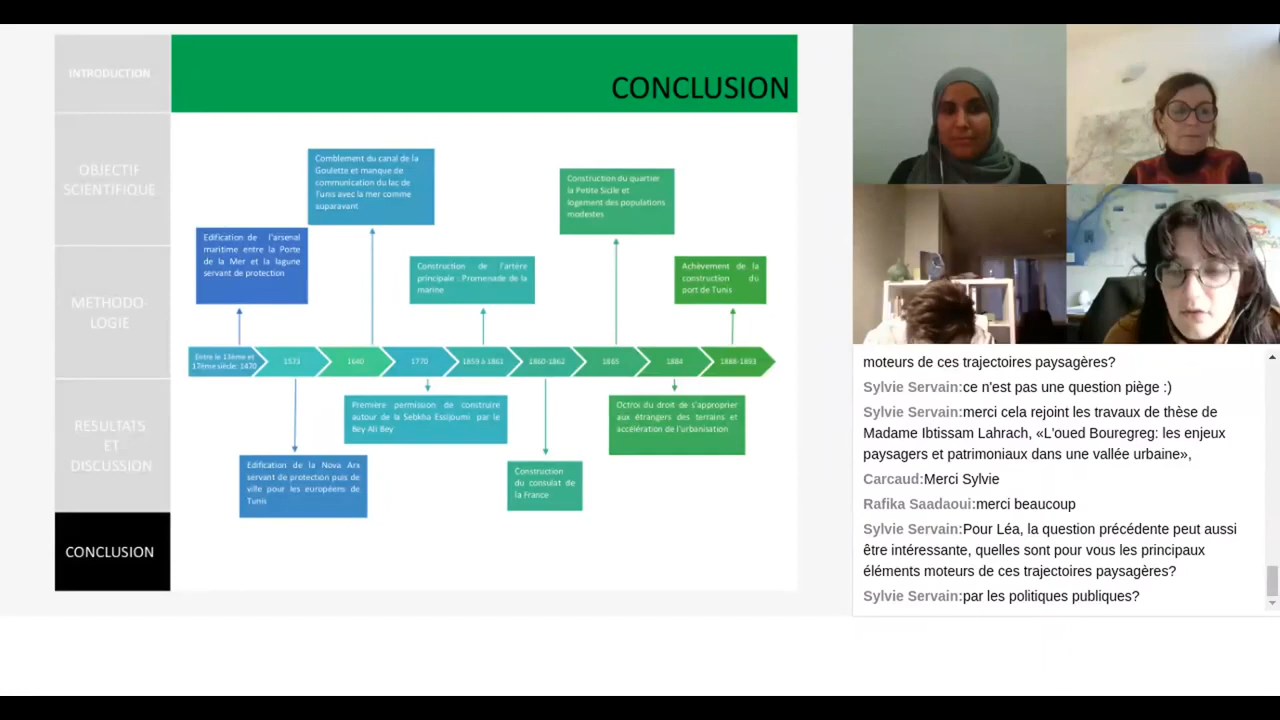 INTRODUCTION
OBJECTIF
SCIENTIFIQUE
METHODO-
LOGIE
RESULTATS
ET
DISCUSSION
CONCLUSION
CONCLUSION
Comblement du canal de la
Goulette et manque de
communication du lac de
Tunis avec la mer comme
auparavant
Construction du quartier
la Petite Sicile et
logement des populations
modestes
Edification de l'arsenal
maritime entre la Porte
de la Mer et la lagune
servant de protection
Construction de l'artère
principale : Promenade de la
marine
Achèvement de la
construction du
port de Tunis
Entre le 13ème et
17ème siècle: 1470
1573
1640
1770
1859 à 1861
1860-1862
1885
1884
1888-1893
Première permission de construire
autour de la Sebkha Essijoumi par le
Bey Ali Bey
Octroi du droit de s'approprier
aux étrangers des terrains et
accélération de l'urbanisation
Edification de la Nova Arx
servant de protection puis de
ville pour les européens de
Tunis
Construction
du consulat de
la France
moteurs de ces trajectoires paysagères?
Sylvie Servain:ce n'est pas une question piège :)
Sylvie Servain:merci cela rejoint les travaux de thèse de
Madame Ibtissam Lahrach, «L'oued Bouregreg: les enjeux
paysagers et patrimoniaux dans une vallée urbaine»,
Carcaud:Merci Sylvie
Rafika Saadaoui:merci beaucoup
Sylvie Servain:Pour Léa, la question précédente peut aussi
être intéressante, quelles sont pour vous les principaux
éléments moteurs de ces trajectoires paysagères?
Sylvie Servain:par les politiques publiques?